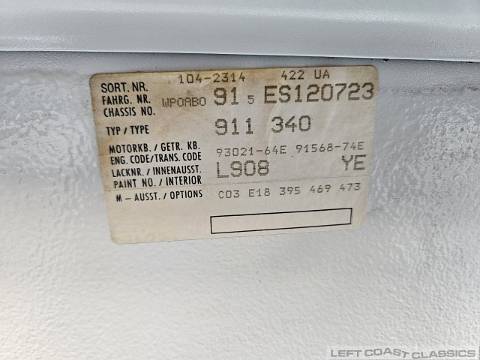 SORT. NR. 104-2314 422 UA
FAHRG. NR. WP0AB0 91 5 ES120723
CHASSIS NO.
TYP / TYPE 911 340
MOTORKB. / GETR. KB. 93021-64E 91568-74E
ENG. CODE/TRANS. CODE
LACKNR. / INNENAUSST. L908 YE
PAINT NO. / INTERIOR
M - AUSST. / OPTIONS C03 E18 395 469 473
LEFT COAST CLASSICS